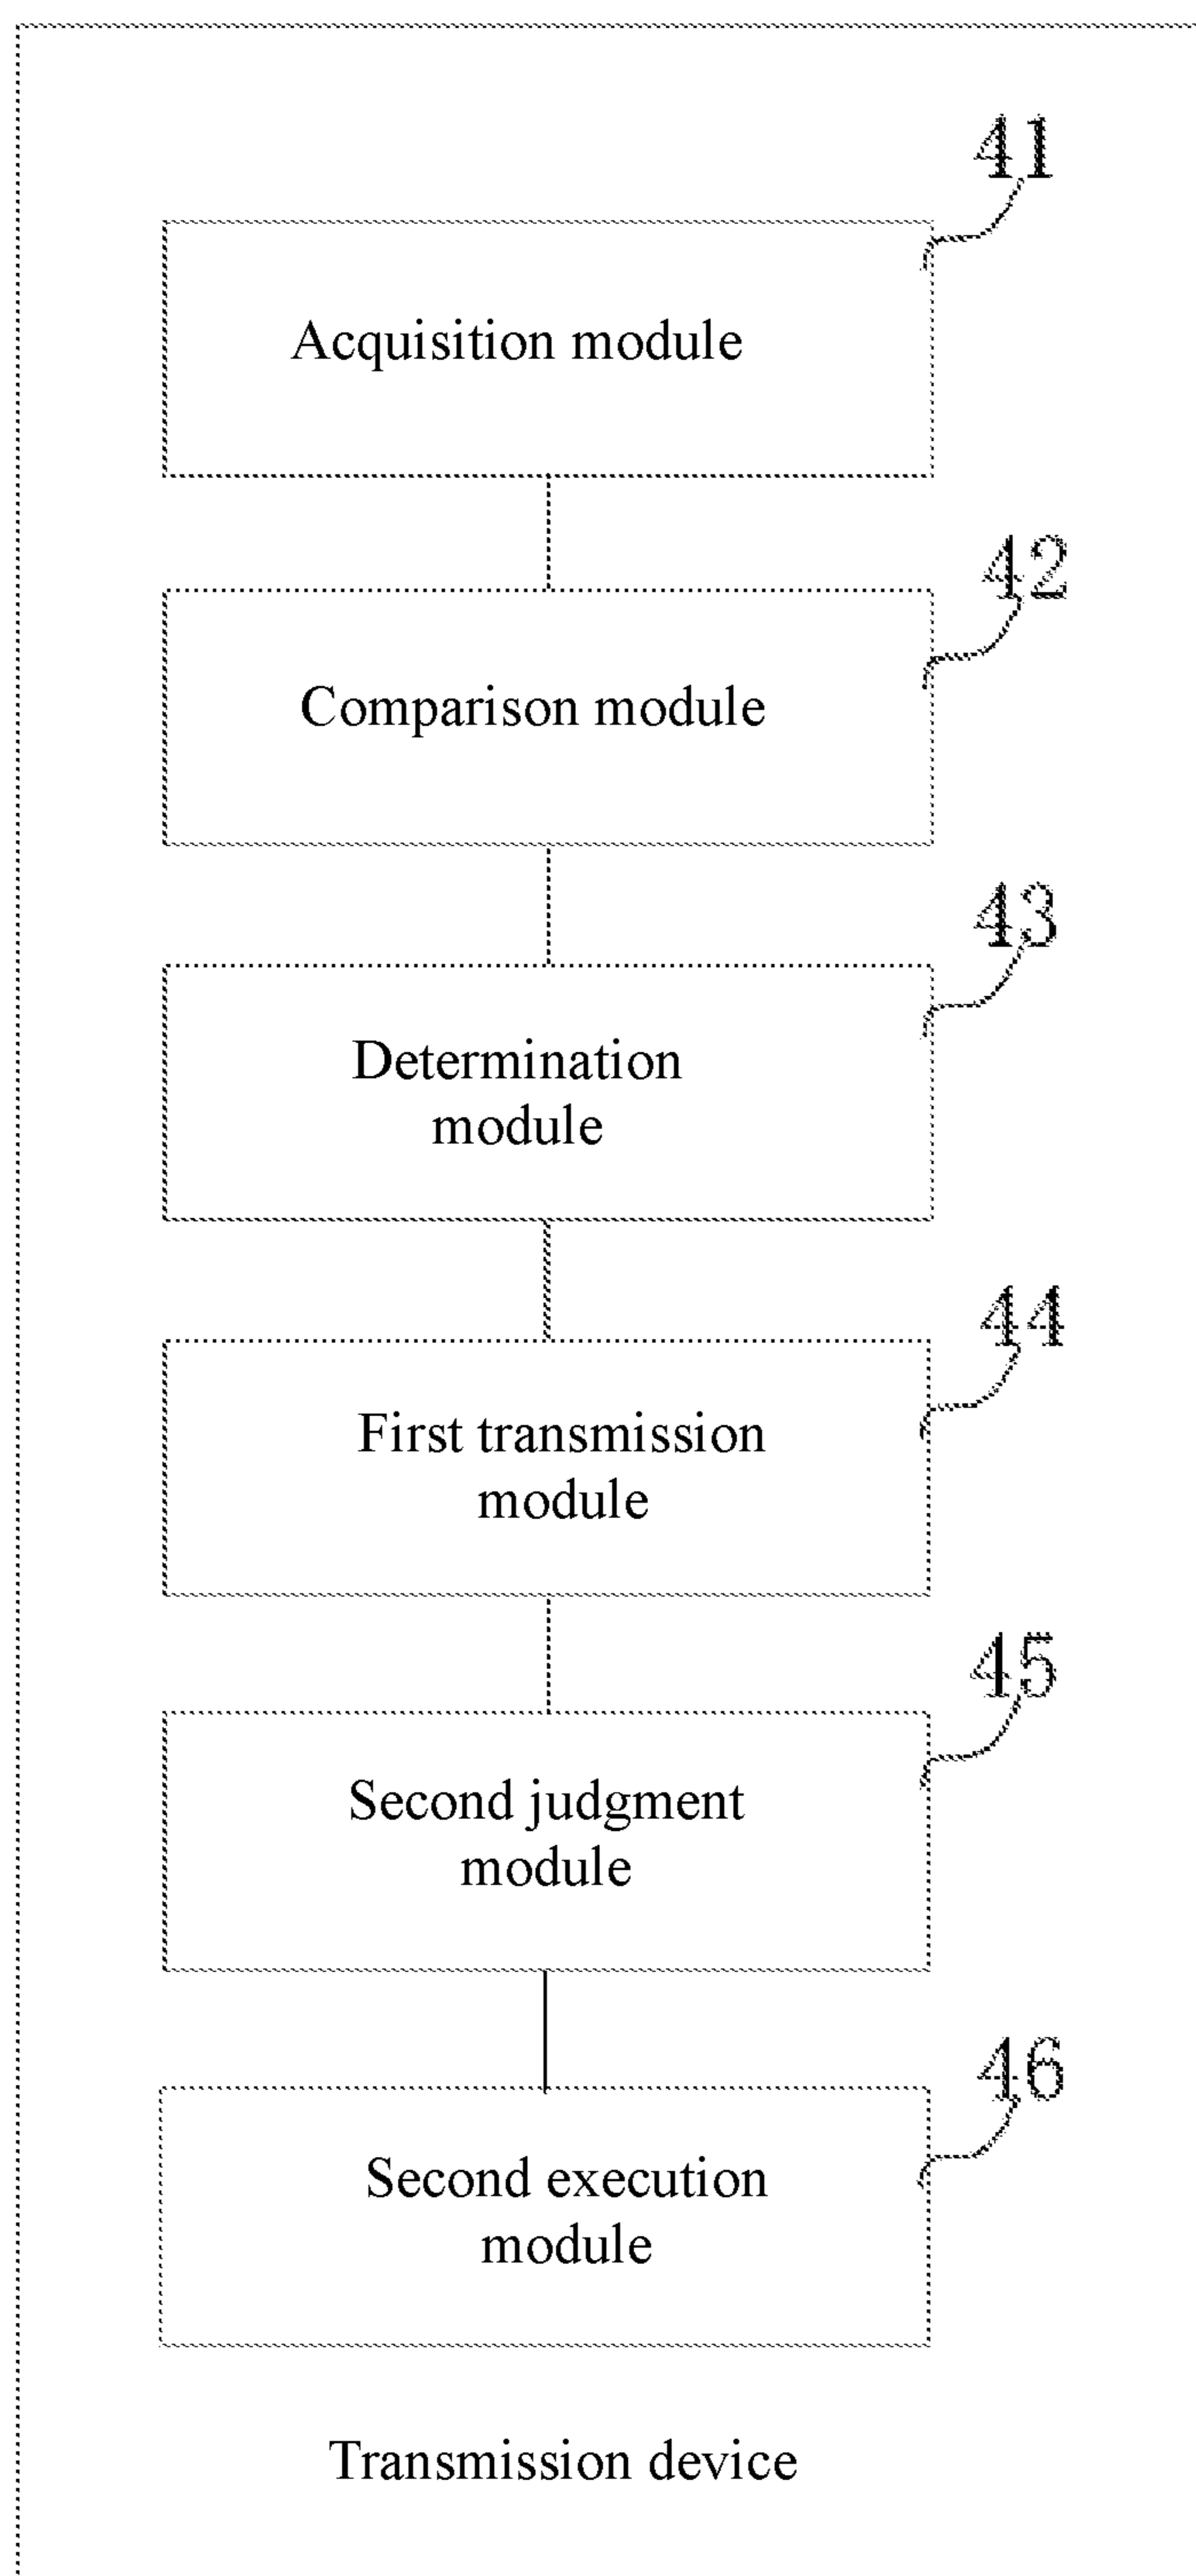 41
Acquisition module
42
Comparison module
43
Determination
module
44
First transmission
module
45
Second judgment
module
46
Second execution
module
Transmission device